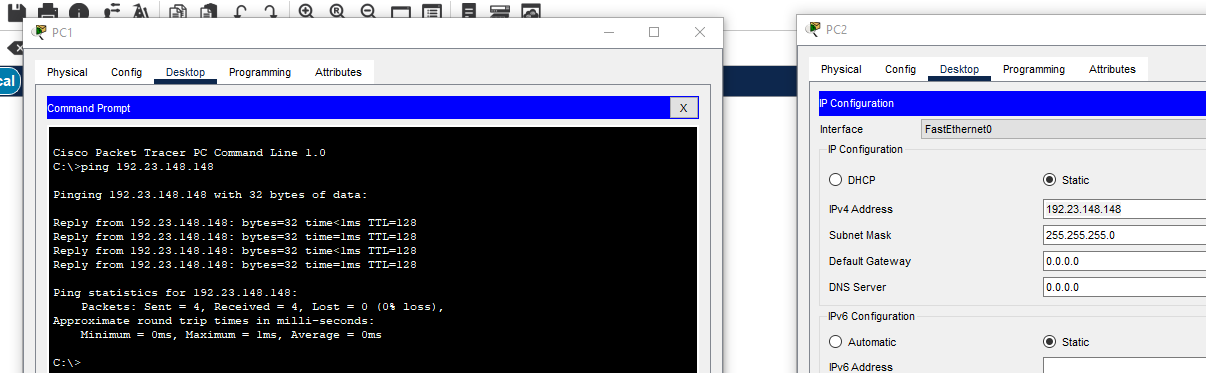 PC1
Physical Config Desktop Programming Attributes
Command Prompt X
Cisco Packet Tracer PC Command Line 1.0
C:\>ping 192.23.148.148
Pinging 192.23.148.148 with 32 bytes of data:
Reply from 192.23.148.148: bytes=32 time<1ms TTL=128
Reply from 192.23.148.148: bytes=32 time=1ms TTL=128
Reply from 192.23.148.148: bytes=32 time<1ms TTL=128
Reply from 192.23.148.148: bytes=32 time=1ms TTL=128
Ping statistics for 192.23.148.148:
Packets: Sent = 4, Received = 4, Lost = 0 (0% loss),
Approximate round trip times in milli-seconds:
Minimum = 0ms, Maximum = 1ms, Average = 0ms
C:\>
cal
PC2
Physical Config Desktop Programming Attributes
IP Configuration
Interface FastEthernet0
IP Configuration
DHCP Static
IPv4 Address 192.23.148.148
Subnet Mask 255.255.255.0
Default Gateway 0.0.0.0
DNS Server 0.0.0.0
IPv6 Configuration
Automatic Static
IPv6 Address